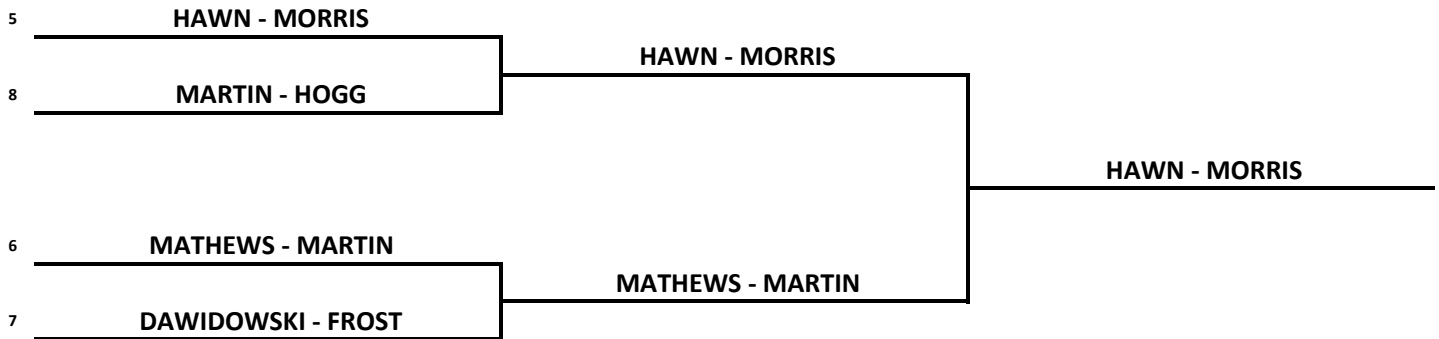 5 HAWN - MORRIS
HAWN - MORRIS
8 MARTIN - HOGG
HAWN - MORRIS
6 MATHEWS - MARTIN
MATHEWS - MARTIN
7 DAWIDOWSKI - FROST